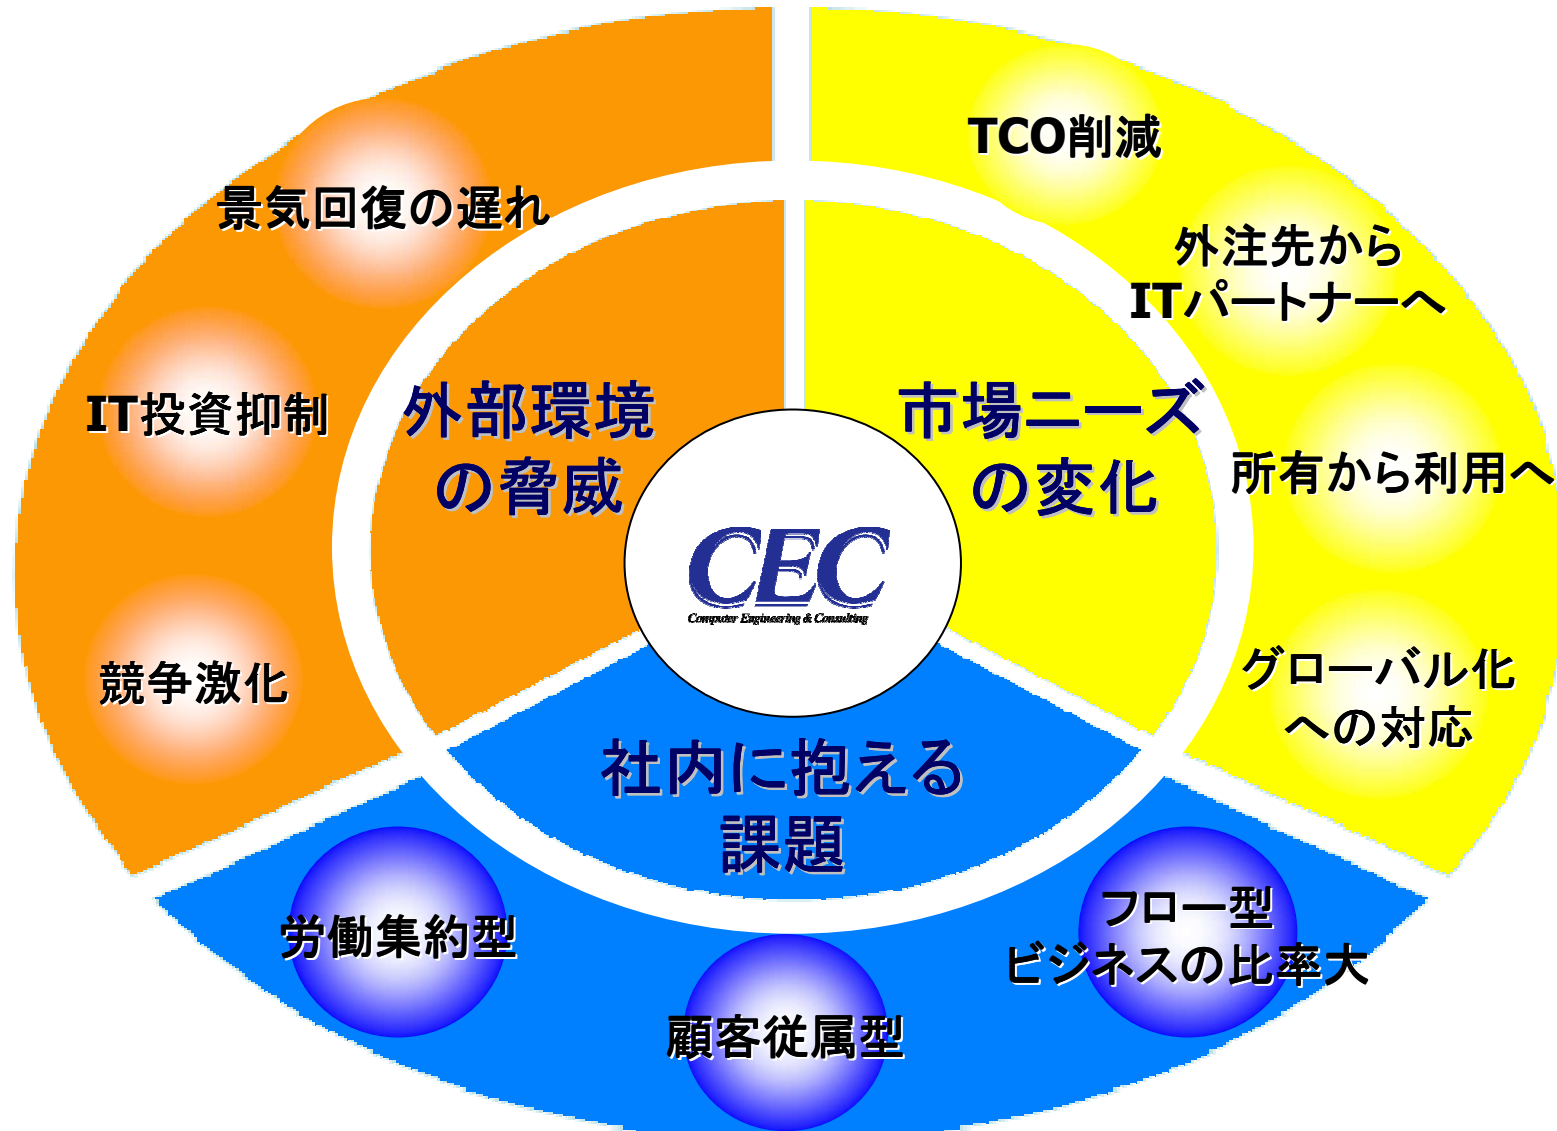 景気回復の遅れ
IT投資抑制
競争激化
外部環境
の脅威
TCO削減
外注先から
ITパートナーへ
所有から利用へ
グローバル化
への対応
市場ニーズ
の変化
CEC
Computer Engineering & Consulting
社内に抱える
課題
労働集約型
顧客従属型
フロー型
ビジネスの比率大